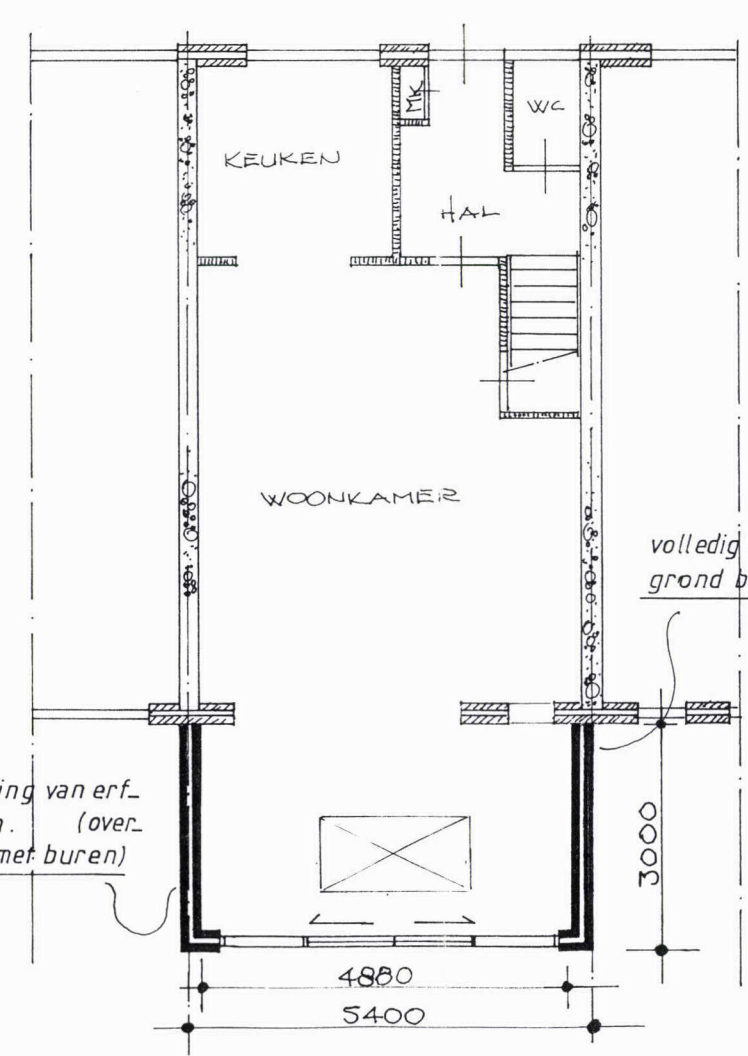 MK
WC
KEUKEN
HAL
WOONKAMER
volledig
grond b
ing van erf_
. (over_
met buren)
3000
4880
5400